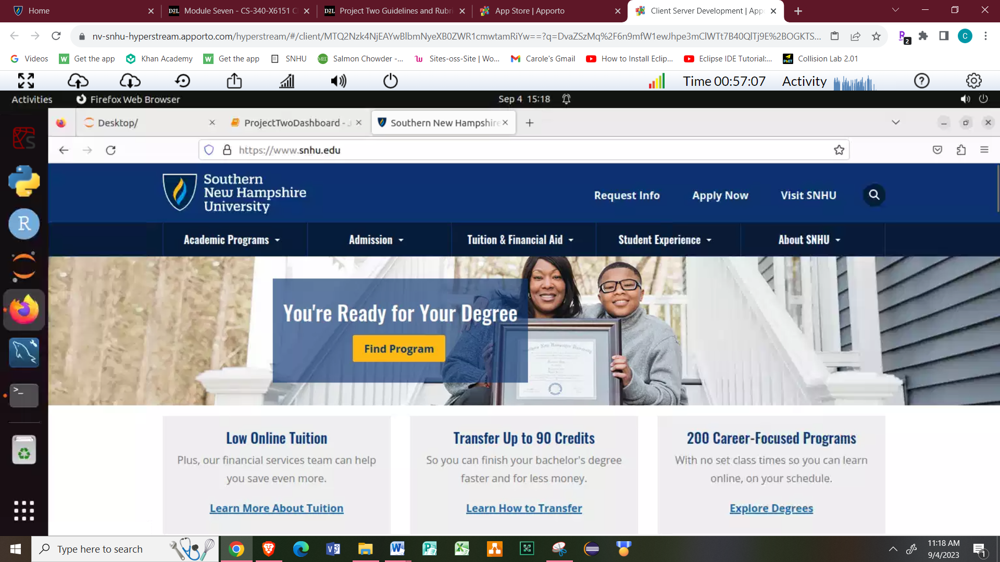 Home
Module Seven - CS-340-X6151 Cl
Project Two Guidelines and Rubri
App Store | Apporto
Client Server Development | App
nv-snhu-hyperstream.apporto.com/hyperstream/#/client/MTQ2Nzk4NjEAYwBlbmNyeXB0ZWR1cmwtamRiYw==?q=DvaZSzMq%2F6n9mfW1ewJhpe3mClWTt7B40QlTj9E%2BOGKTS...
2
C
Videos
Get the app
Khan Academy
Get the app
SNHU
Salmon Chowder -...
Sites-oss-Site | Wo...
Carole's Gmail
How to Install Eclip...
Eclipse IDE Tutorial:...
Collision Lab 2.01
Time 00:57:07
Activity
Activities
Firefox Web Browser
Sep 4 15:18
Desktop/
ProjectTwoDashboard - J
Southern New Hampshire
https://www.snhu.edu
Southern
New Hampshire
University
Request Info
Apply Now
Visit SNHU
Academic Programs
Admission
Tuition & Financial Aid
Student Experience
About SNHU
You're Ready for Your Degree
Find Program
Low Online Tuition
Plus, our financial services team can help
you save even more.
Learn More About Tuition
Transfer Up to 90 Credits
So you can finish your bachelor's degree
faster and for less money.
Learn How to Transfer
200 Career-Focused Programs
With no set class times so you can learn
online, on your schedule.
Explore Degrees
Type here to search
11:18 AM
9/4/2023
1